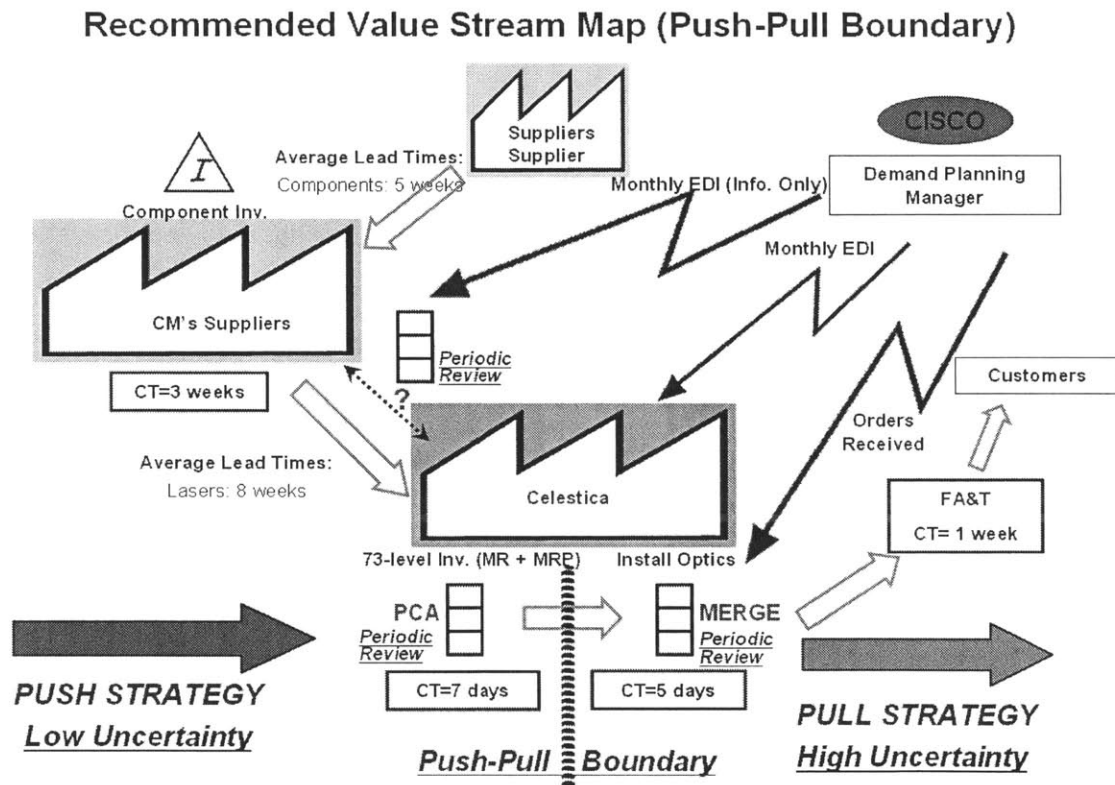 Recommended Value Stream Map (Push-Pull Boundary)
Suppliers
Supplier
CISCO
Demand Planning
Manager
I
Component Inv.
Average Lead Times:
Components: 5 weeks
Monthly EDI (Info. Only)
Monthly EDI
CM's Suppliers
Periodic
Review
CT=3 weeks
?
Customers
Orders
Received
Average Lead Times:
Lasers: 8 weeks
Celestica
FA&T
CT= 1 week
73-level Inv. (MR + MRP)
Install Optics
PCA
Periodic
Review
MERGE
Periodic
Review
CT=7 days
CT=5 days
PUSH STRATEGY
Low Uncertainty
Push-Pull Boundary
PULL STRATEGY
High Uncertainty